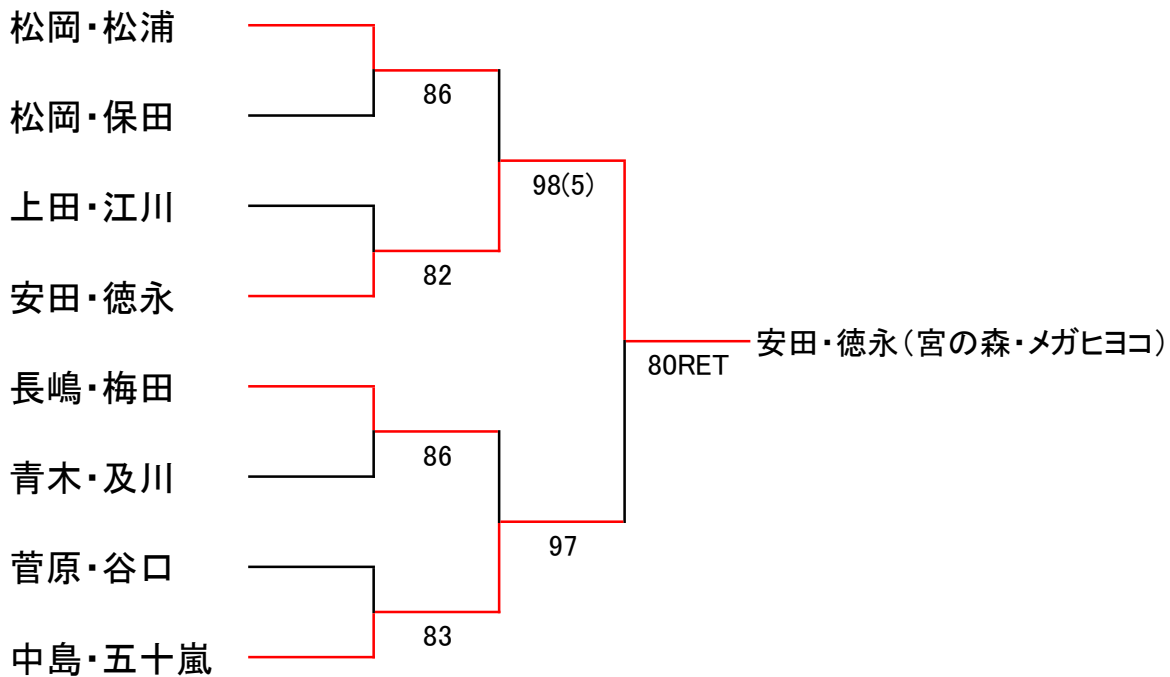 松岡・松浦
86
松岡・保田
98(5)
上田・江川
82
安田・徳永
安田・徳永（宮の森・メガヒヨコ）
80RET
長嶋・梅田
86
青木・及川
97
菅原・谷口
83
中島・五十嵐